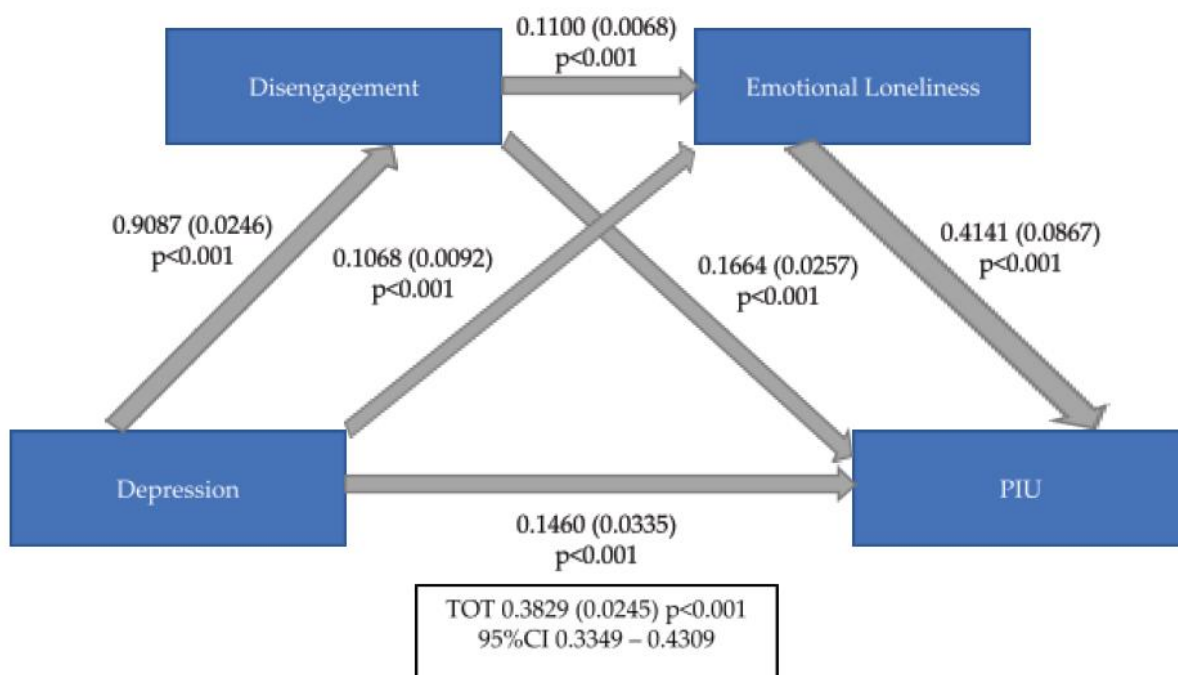 0.1100 (0.0068)
p<0.001
Disengagement
Emotional Loneliness
0.9087 (0.0246)
p<0.001
0.1068 (0.0092)
p<0.001
0.1664 (0.0257)
p<0.001
0.4141 (0.0867)
p<0.001
Depression
PIU
0.1460 (0.0335)
p<0.001
TOT 0.3829 (0.0245) p<0.001
95%CI 0.3349 – 0.4309